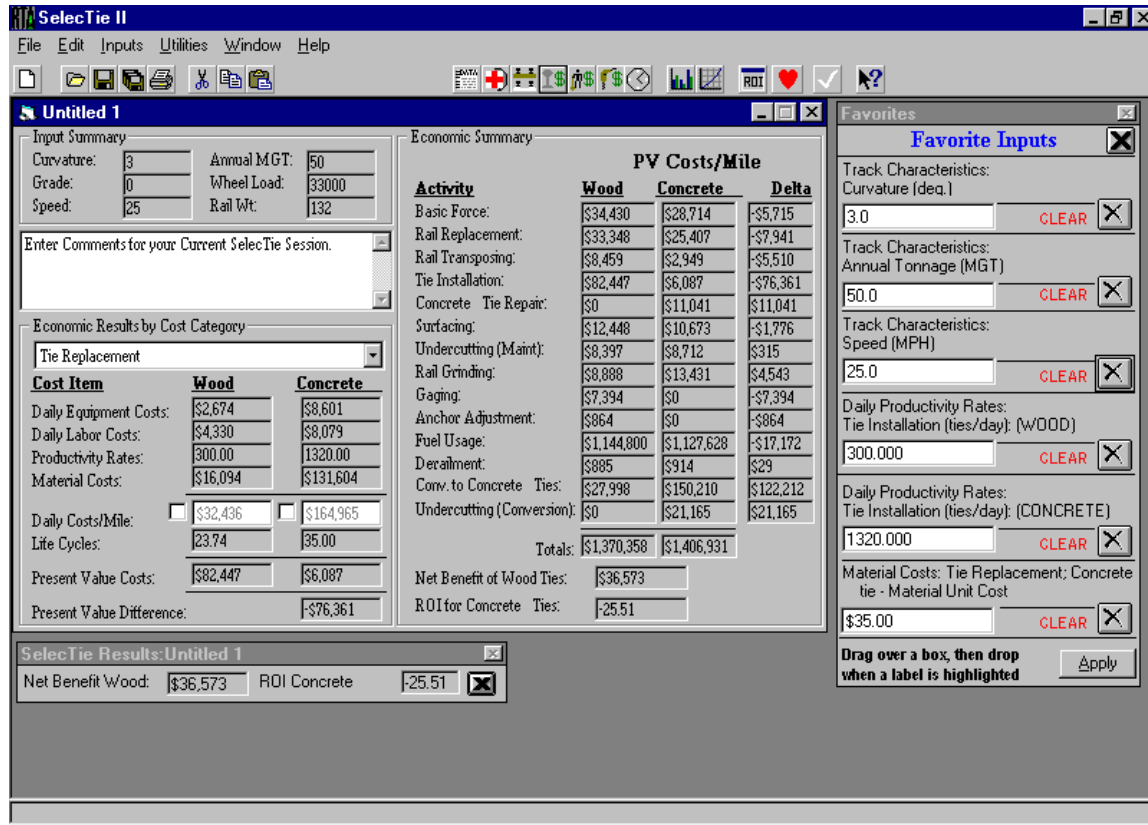 SelecTie II
File Edit Inputs Utilities Window Help
DATA $ $ $ ROI ?
Untitled 1
Input Summary
Curvature: 3 Annual MGT: 50
Grade: 0 Wheel Load: 33000
Speed: 25 Rail Wt: 132
Enter Comments for your Current SelecTie Session.
Economic Results by Cost Category
Tie Replacement
Cost Item Wood Concrete
Daily Equipment Costs: $2,674 $8,601
Daily Labor Costs: $4,330 $8,079
Productivity Rates: 300.00 1320.00
Material Costs: $16,094 $131,604
Daily Costs/Mile: $32,436 $164,965
Life Cycles: 23.74 35.00
Present Value Costs: $82,447 $6,087
Present Value Difference: -$76,361
Economic Summary
PV Costs/Mile
Activity Wood Concrete Delta
Basic Force: $34,430 $28,714 -$5,715
Rail Replacement: $33,348 $25,407 -$7,941
Rail Transposing: $8,459 $2,949 -$5,510
Tie Installation: $82,447 $6,087 -$76,361
Concrete Tie Repair: $0 $11,041 $11,041
Surfacing: $12,448 $10,673 -$1,776
Undercutting (Maint): $8,397 $8,712 $315
Rail Grinding: $8,888 $13,431 $4,543
Gaging: $7,394 $0 -$7,394
Anchor Adjustment: $864 $0 -$864
Fuel Usage: $1,144,800 $1,127,628 -$17,172
Derailment: $885 $914 $29
Conv. to Concrete Ties: $27,998 $150,210 $122,212
Undercutting (Conversion): $0 $21,165 $21,165
Totals: $1,370,358 $1,406,931
Net Benefit of Wood Ties: $36,573
ROI for Concrete Ties: -25.51
SelecTie Results:Untitled 1
Net Benefit Wood: $36,573 ROI Concrete -25.51
Favorites
Favorite Inputs
Track Characteristics:
Curvature (deg.)
3.0 CLEAR
Track Characteristics:
Annual Tonnage (MGT)
50.0 CLEAR
Track Characteristics:
Speed (MPH)
25.0 CLEAR
Daily Productivity Rates:
Tie Installation (ties/day): (WOOD)
300.000 CLEAR
Daily Productivity Rates:
Tie Installation (ties/day): (CONCRETE)
1320.000 CLEAR
Material Costs: Tie Replacement; Concrete
tie - Material Unit Cost
$35.00 CLEAR
Drag over a box, then drop
when a label is highlighted
Apply